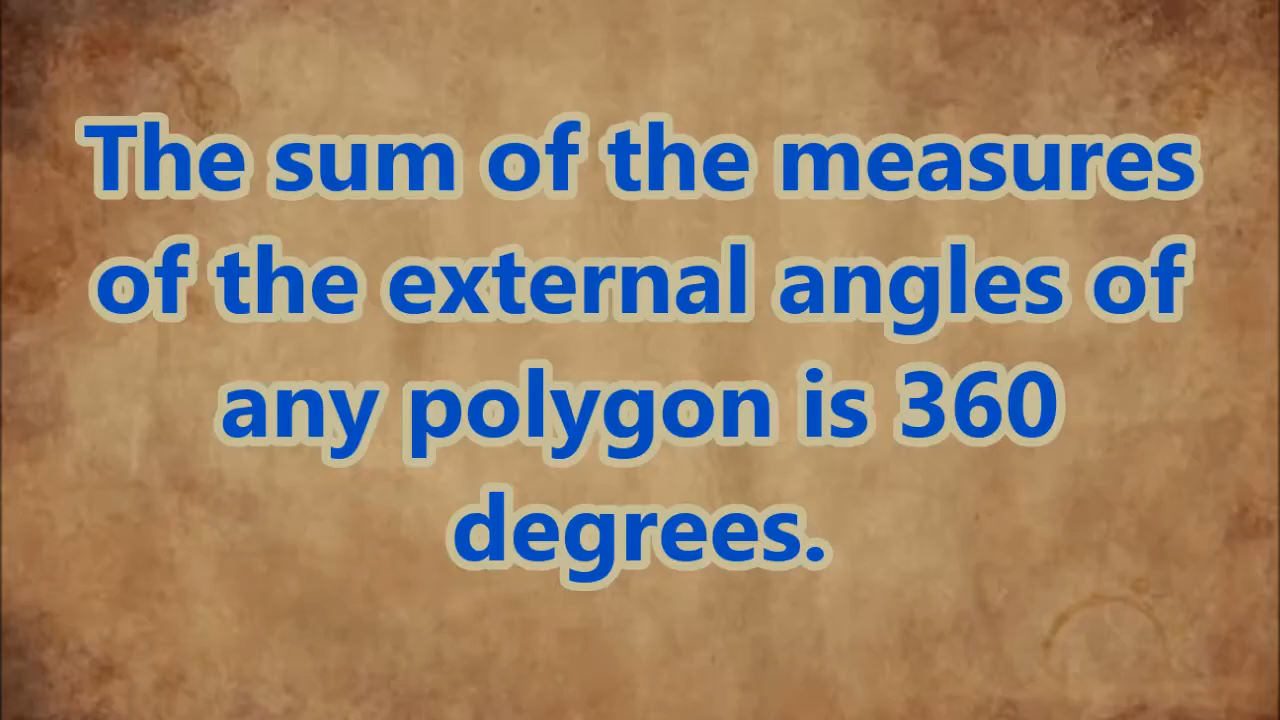 The sum of the measures
of the external angles of
any polygon is 360
degrees.